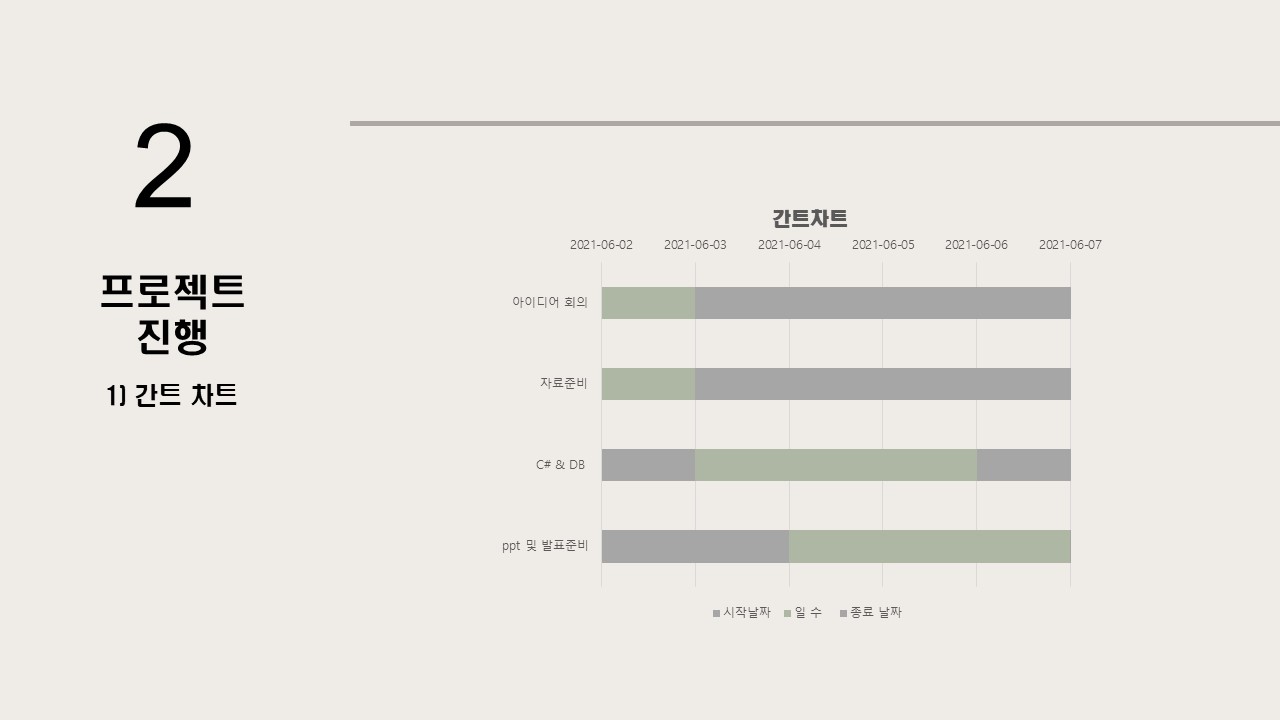 2
프로젝트
진행
1) 간트 차트
간트차트
2021-06-02 2021-06-03 2021-06-04 2021-06-05 2021-06-06 2021-06-07
아이디어 회의
자료준비
C# & DB
ppt 및 발표준비
시작날짜 일 수 종료 날짜